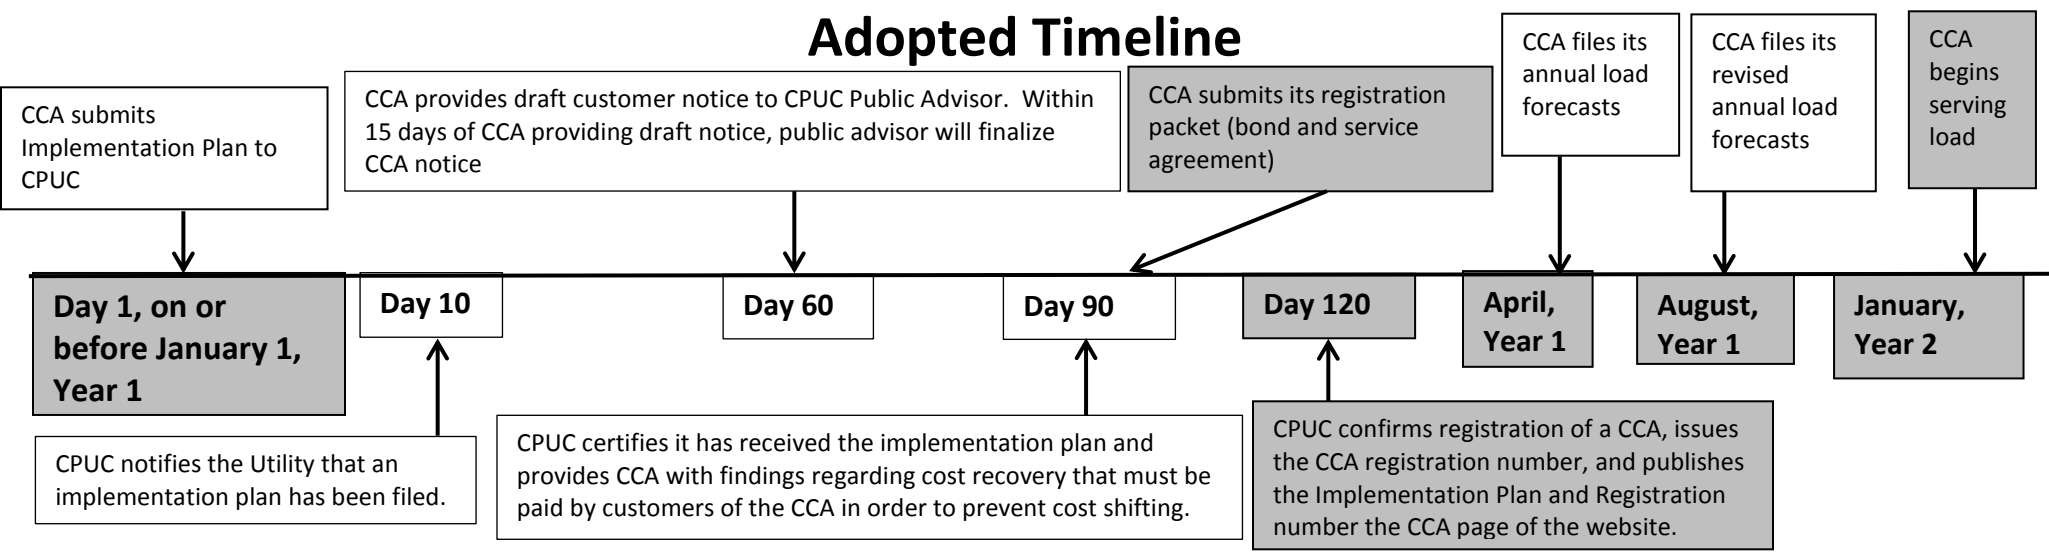 Adopted Timeline
CCA submits
Implementation Plan to
CPUC
CCA provides draft customer notice to CPUC Public Advisor.  Within
15 days of CCA providing draft notice, public advisor will finalize
CCA notice
CCA submits its registration
packet (bond and service
agreement)
CCA files its
annual load
forecasts
CCA files its
revised
annual load
forecasts
CCA
begins
serving
load
Day 1, on or
before January 1,
Year 1
Day 10
Day 60
Day 90
Day 120
April,
Year 1
August,
Year 1
January,
Year 2
CPUC notifies the Utility that an
implementation plan has been filed.
CPUC certifies it has received the implementation plan and
provides CCA with findings regarding cost recovery that must be
paid by customers of the CCA in order to prevent cost shifting.
CPUC confirms registration of a CCA, issues
the CCA registration number, and publishes
the Implementation Plan and Registration
number the CCA page of the website.